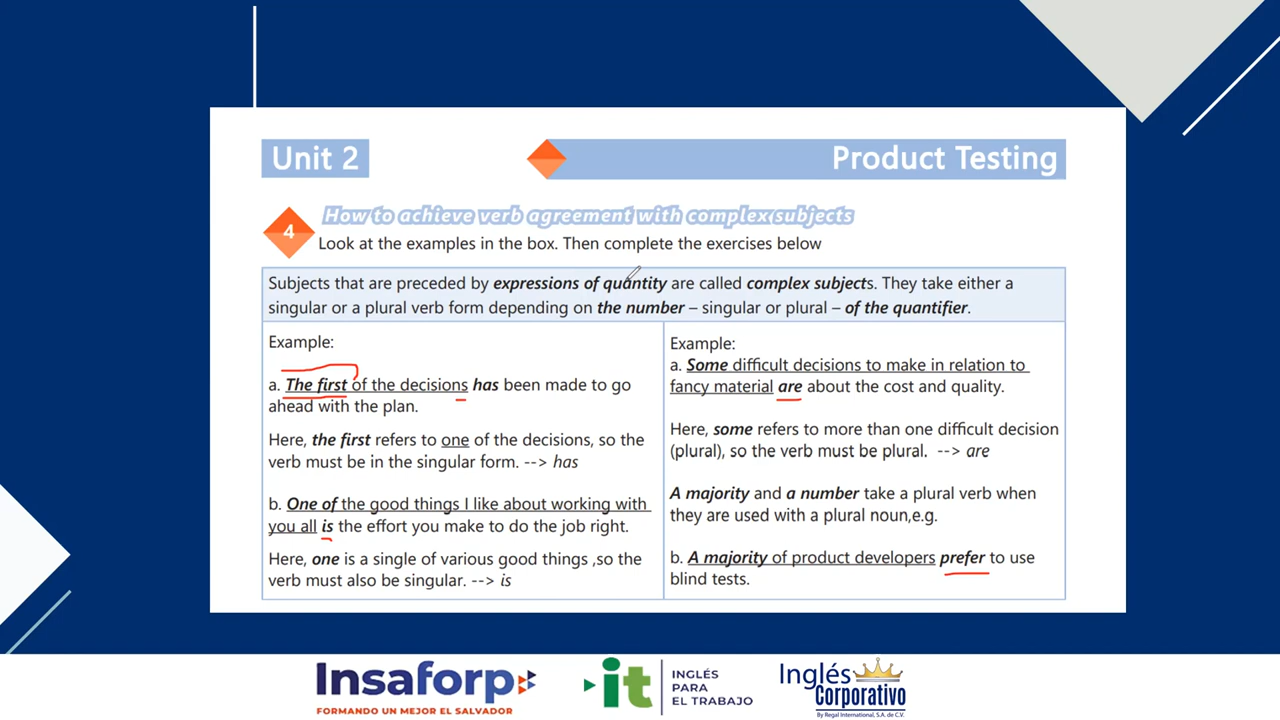 Unit 2
Product Testing
4
How to achieve verb agreement with complex subjects
Look at the examples in the box. Then complete the exercises below
Subjects that are preceded by expressions of quantity are called complex subjects. They take either a
singular or a plural verb form depending on the number – singular or plural – of the quantifier.
Example:
a. The first of the decisions has been made to go
ahead with the plan.
Here, the first refers to one of the decisions, so the
verb must be in the singular form. --> has
b. One of the good things I like about working with
you all is the effort you make to do the job right.
Here, one is a single of various good things ,so the
verb must also be singular. --> is
Example:
a. Some difficult decisions to make in relation to
fancy material are about the cost and quality.
Here, some refers to more than one difficult decision
(plural), so the verb must be plural. --> are
A majority and a number take a plural verb when
they are used with a plural noun,e.g.
b. A majority of product developers prefer to use
blind tests.
Insaforp
FORMANDO UN MEJOR EL SALVADOR
it
INGLÉS
PARA
EL TRABAJO
Inglés
Corporativo
By Regal International, S.A. de C.V.